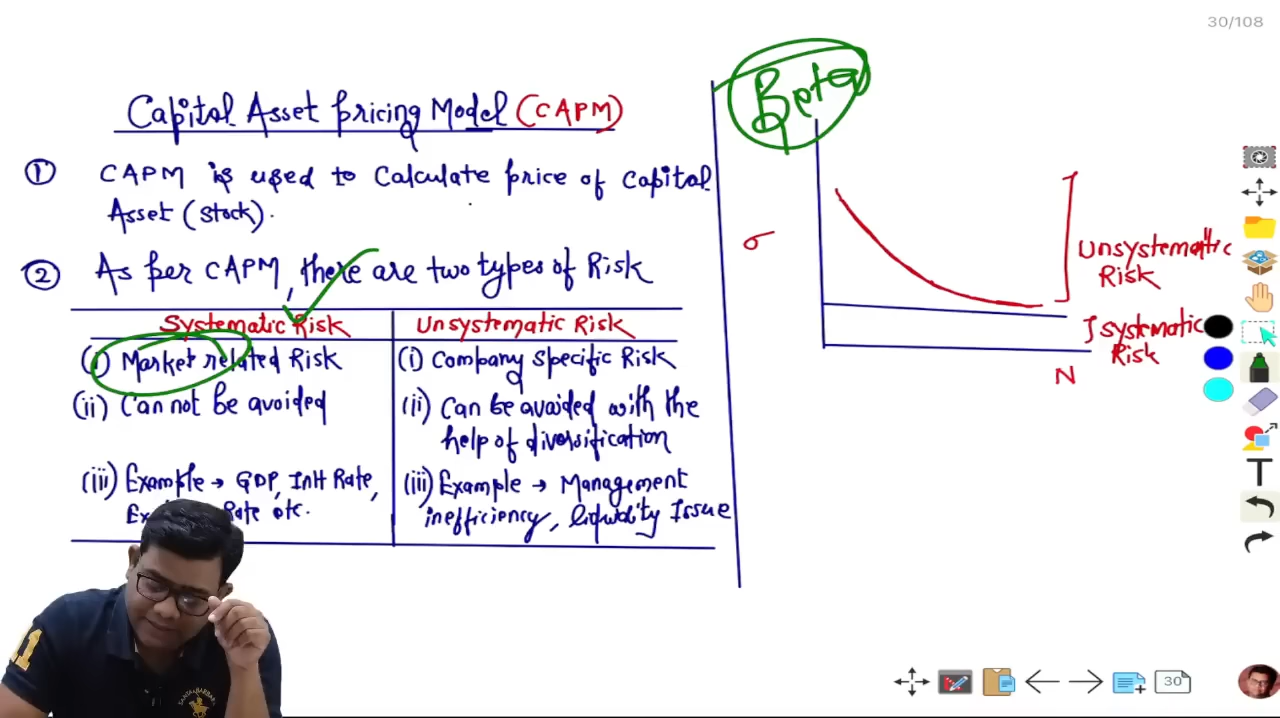 30/108
Capital Asset Pricing Model (CAPM)
① CAPM is used to Calculate price of Capital
Asset (Stock).
② As per CAPM, there are two types of Risk
Systematic Risk
(i) Market related Risk
(ii) Can not be avoided
(iii) Example → GDP, Int Rate,
Rate etc.
Unsystematic Risk
(i) Company Specific Risk
(ii) Can be avoided with the
help of diversification
(iii) Example → Management
inefficiency, liquidity Issue
Beta
σ
Unsystematic
Risk
Systematic
Risk
N
T
30